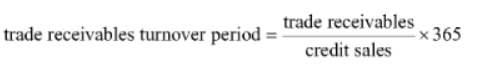 trade receivables turnover period = trade receivables / credit sales × 365